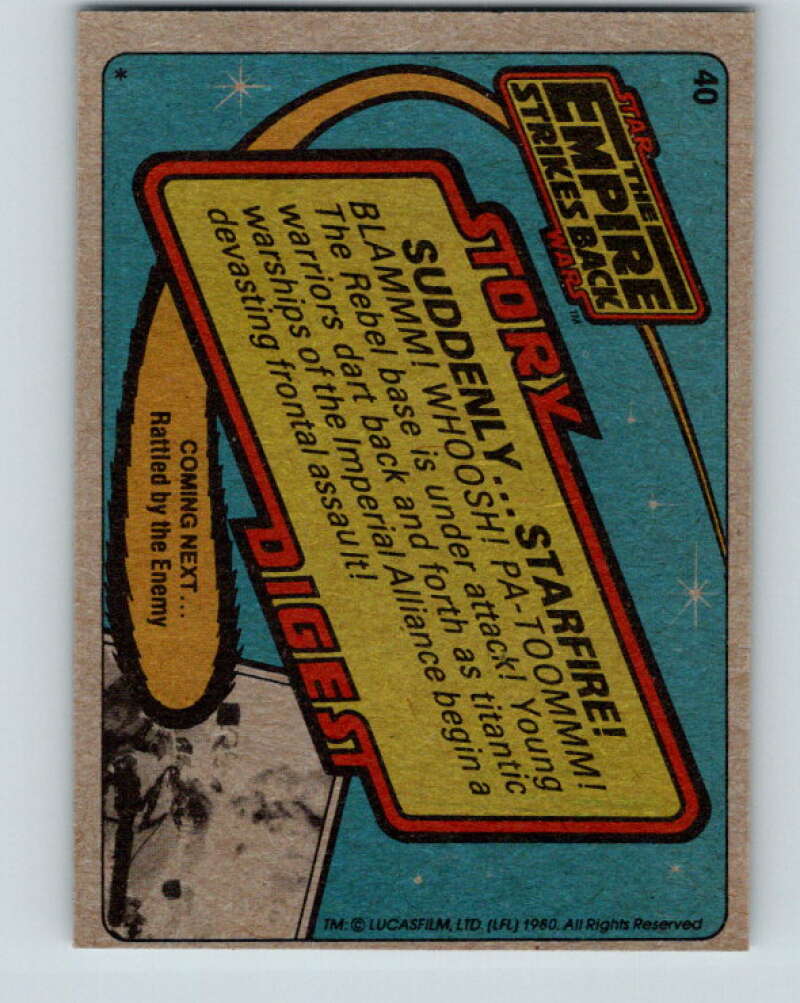 40
STAR
THE
EMPIRE
STRIKES BACK
WARS
TM
STORY
SUDDENLY... STARFIRE!
BLAMMM! WHOOSH! PA-TOOMMM!
The Rebel base is under attack! Young
warriors dart back and forth as titantic
warships of the Imperial Alliance begin a
devasting frontal assault!
DIGEST
COMING NEXT...
Rattled by the Enemy
*
TM: © LUCASFILM, LTD. (LFL) 1980. All Rights Reserved